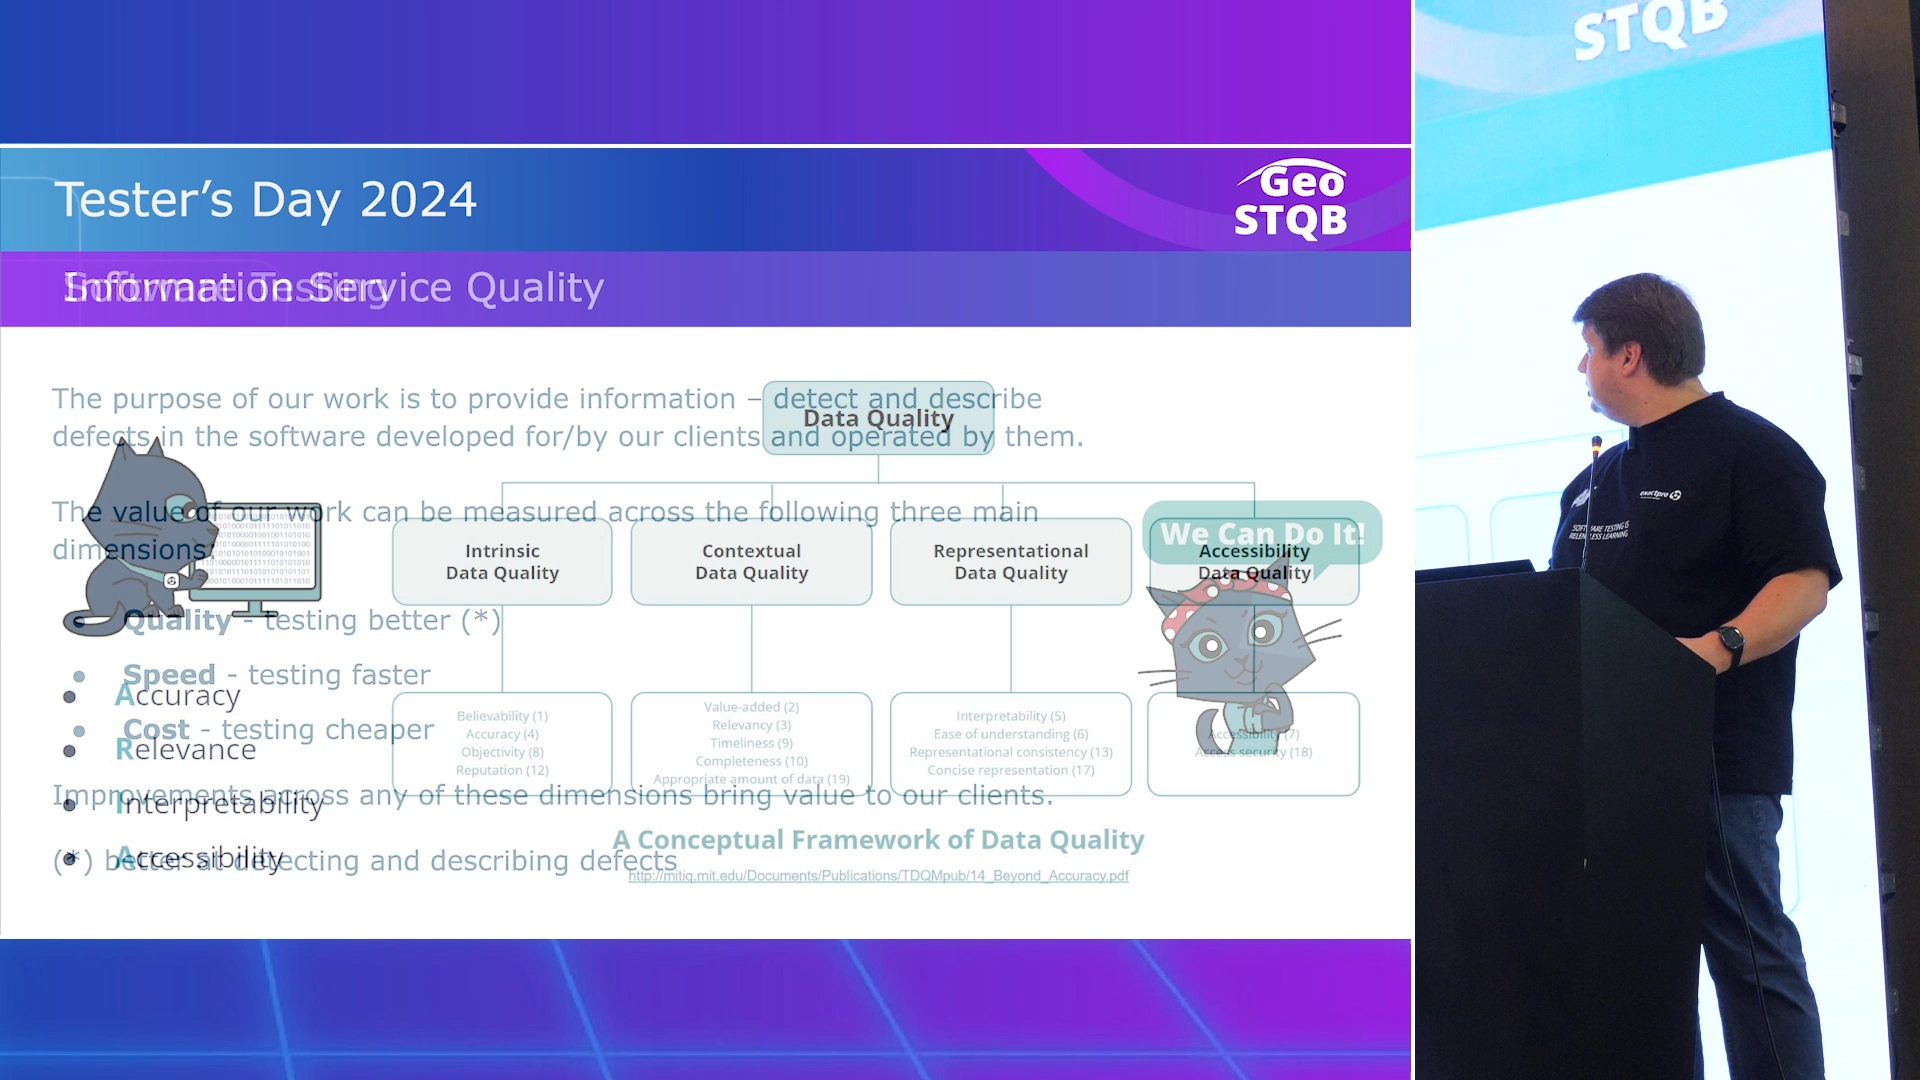 STQB
Tester's Day 2024
Geo
STQB
Software Testing
Information Service Quality
The purpose of our work is to provide information – detect and describe
defects in the software developed for/by our clients and operated by them.
Data Quality
The value of our work can be measured across the following three main
dimensions:
We Can Do It!
Intrinsic
Data Quality
Contextual
Data Quality
Representational
Data Quality
Accessibility
Data Quality
• Quality - testing better (*)
• Speed - testing faster
• Cost - testing cheaper
• Accuracy
• Relevance
• Interpretability
• Accessibility
Believability (1)
Accuracy (4)
Objectivity (8)
Reputation (12)
Value-added (2)
Relevancy (3)
Timeliness (9)
Completeness (10)
Appropriate amount of data (19)
Interpretability (5)
Ease of understanding (6)
Representational consistency (13)
Concise representation (17)
Accessibility (7)
Access security (18)
Improvements across any of these dimensions bring value to our clients.
A Conceptual Framework of Data Quality
(*) better at detecting and describing defects
http://mitiq.mit.edu/Documents/Publications/TDQMpub/14_Beyond_Accuracy.pdf
exactpro
SOFTWARE TESTING IS
RELENTLESS LEARNING